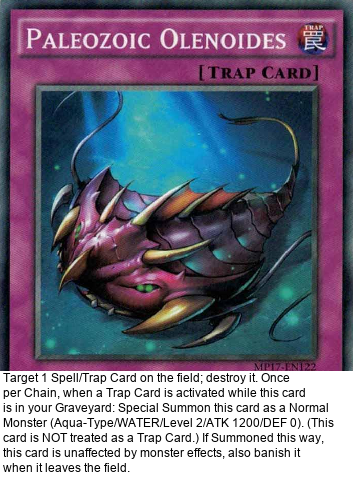 PALEOZOIC OLENOIDES
TRAP
罠
[TRAP CARD]
MP17-EN122
Target 1 Spell/Trap Card on the field; destroy it. Once
per Chain, when a Trap Card is activated while this card
is in your Graveyard: Special Summon this card as a Normal
Monster (Aqua-Type/WATER/Level 2/ATK 1200/DEF 0). (This
card is NOT treated as a Trap Card.) If Summoned this way,
this card is unaffected by monster effects, also banish it
when it leaves the field.